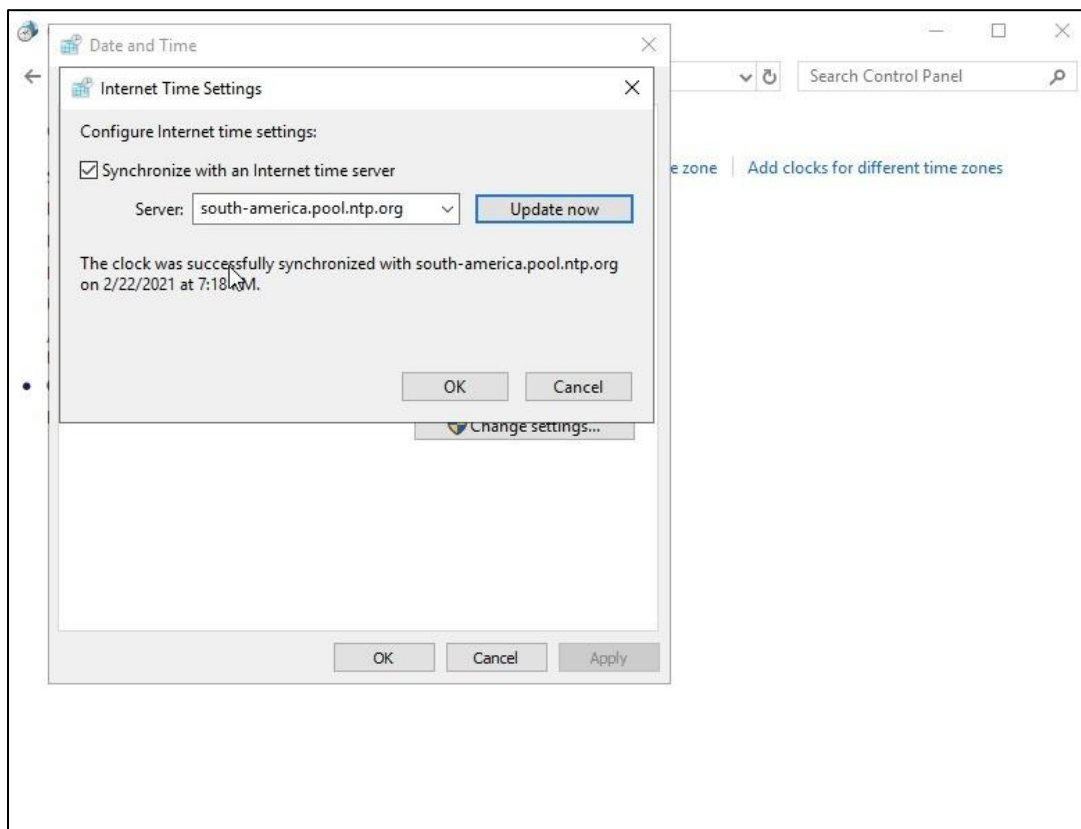 Date and Time
Internet Time Settings
Search Control Panel
Configure Internet time settings:
Synchronize with an Internet time server
e zone
Add clocks for different time zones
Server:
south-america.pool.ntp.org
Update now
The clock was successfully synchronized with south-america.pool.ntp.org
on 2/22/2021 at 7:18
OK
Cancel
Change settings...
OK
Cancel
Apply